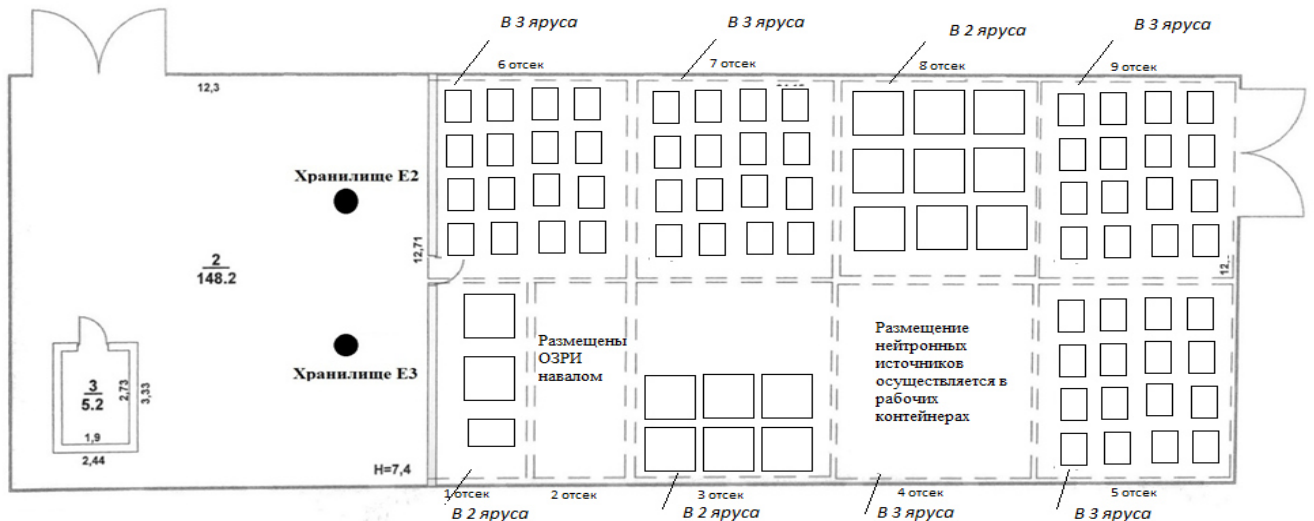 В 3 яруса
В 3 яруса
В 2 яруса
В 3 яруса
6 отсек
7 отсек
8 отсек
9 отсек
12,3
Хранилище Е2
12,71
2
148.2
12,
Хранилище Е3
3
5.2
2,73
3,33
1,9
2,44
H=7,4
Размещены
ОЗРИ
навалом
Размещение
нейтронных
источников
осуществляется в
рабочих
контейнерах
1 отсек
2 отсек
3 отсек
4 отсек
5 отсек
В 2 яруса
В 2 яруса
В 3 яруса
В 3 яруса